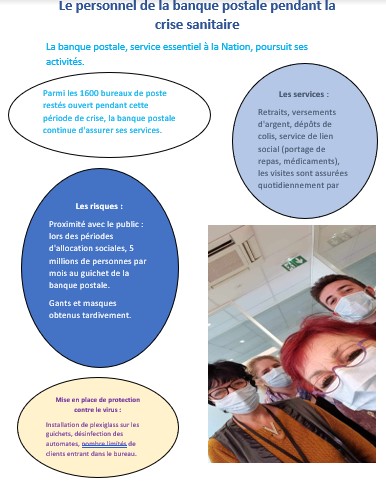 Le personnel de la banque postale pendant la
crise sanitaire
La banque postale, service essentiel à la Nation, poursuit ses
activités.
Parmi les 1600 bureaux de poste
restés ouvert pendant cette
période de crise, la banque postale
continue d'assurer ses services.
Les services :
Retraits, versements
d'argent, dépôts de
colis, service de lien
social (portage de
repas, médicaments),
les visites sont assurées
quotidiennement par
Les risques :
Proximité avec le public :
lors des périodes
d'allocation sociales, 5
millions de personnes par
mois au guichet de la
banque postale.
Gants et masques
obtenus tardivement.
Mise en place de protection
contre le virus :
Installation de plexiglass sur les
guichets, désinfection des
automates, nombre limités de
clients entrant dans le bureau.